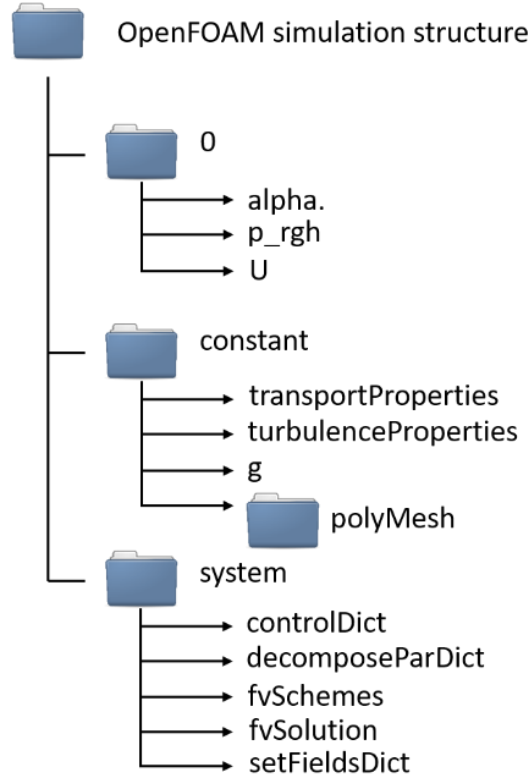 OpenFOAM simulation structure
0
alpha.
p_rgh
U
constant
transportProperties
turbulenceProperties
g
polyMesh
system
controlDict
decomposeParDict
fvSchemes
fvSolution
setFieldsDict